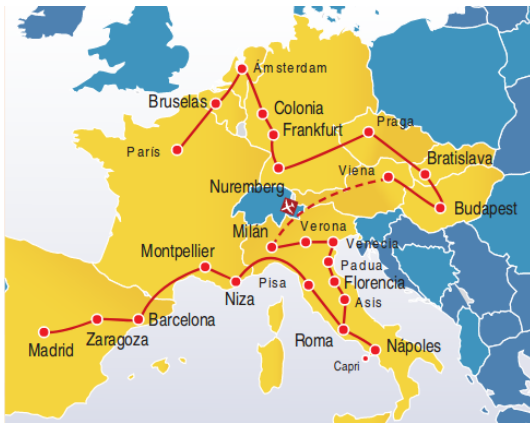 Ámsterdam
Bruselas
Colonia
Praga
Frankfurt
París
Bratislava
Viena
Nuremberg
Budapest
Verona
Milán
Venecia
Montpellier
Padua
Niza
Pisa
Florencia
Asis
Barcelona
Zaragoza
Madrid
Roma
Nápoles
Capri